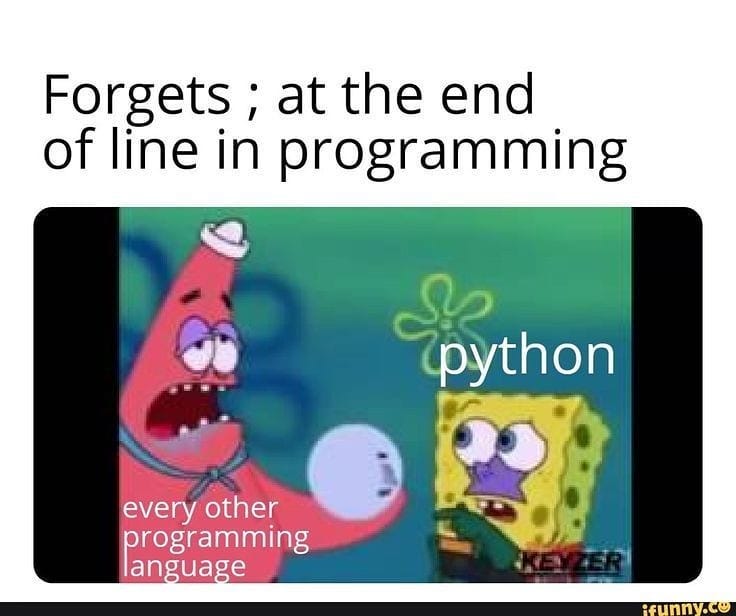 Forgets ; at the end
of line in programming
python
every other
programming
language
KEYZER
ifunny.co